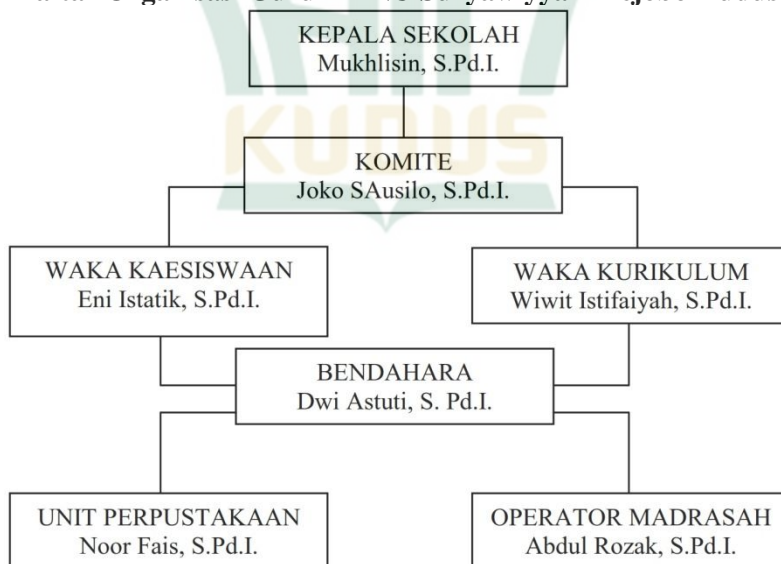 KEPALA SEKOLAH
Mukhlisin, S.Pd.I.
KUDUS
KOMITE
Joko SAusilo, S.Pd.I.
WAKA KAESISWAAN
Eni Istatik, S.Pd.I.
WAKA KURIKULUM
Wiwit Istifaiyah, S.Pd.I.
BENDAHARA
Dwi Astuti, S. Pd.I.
UNIT PERPUSTAKAAN
Noor Fais, S.Pd.I.
OPERATOR MADRASAH
Abdul Rozak, S.Pd.I.